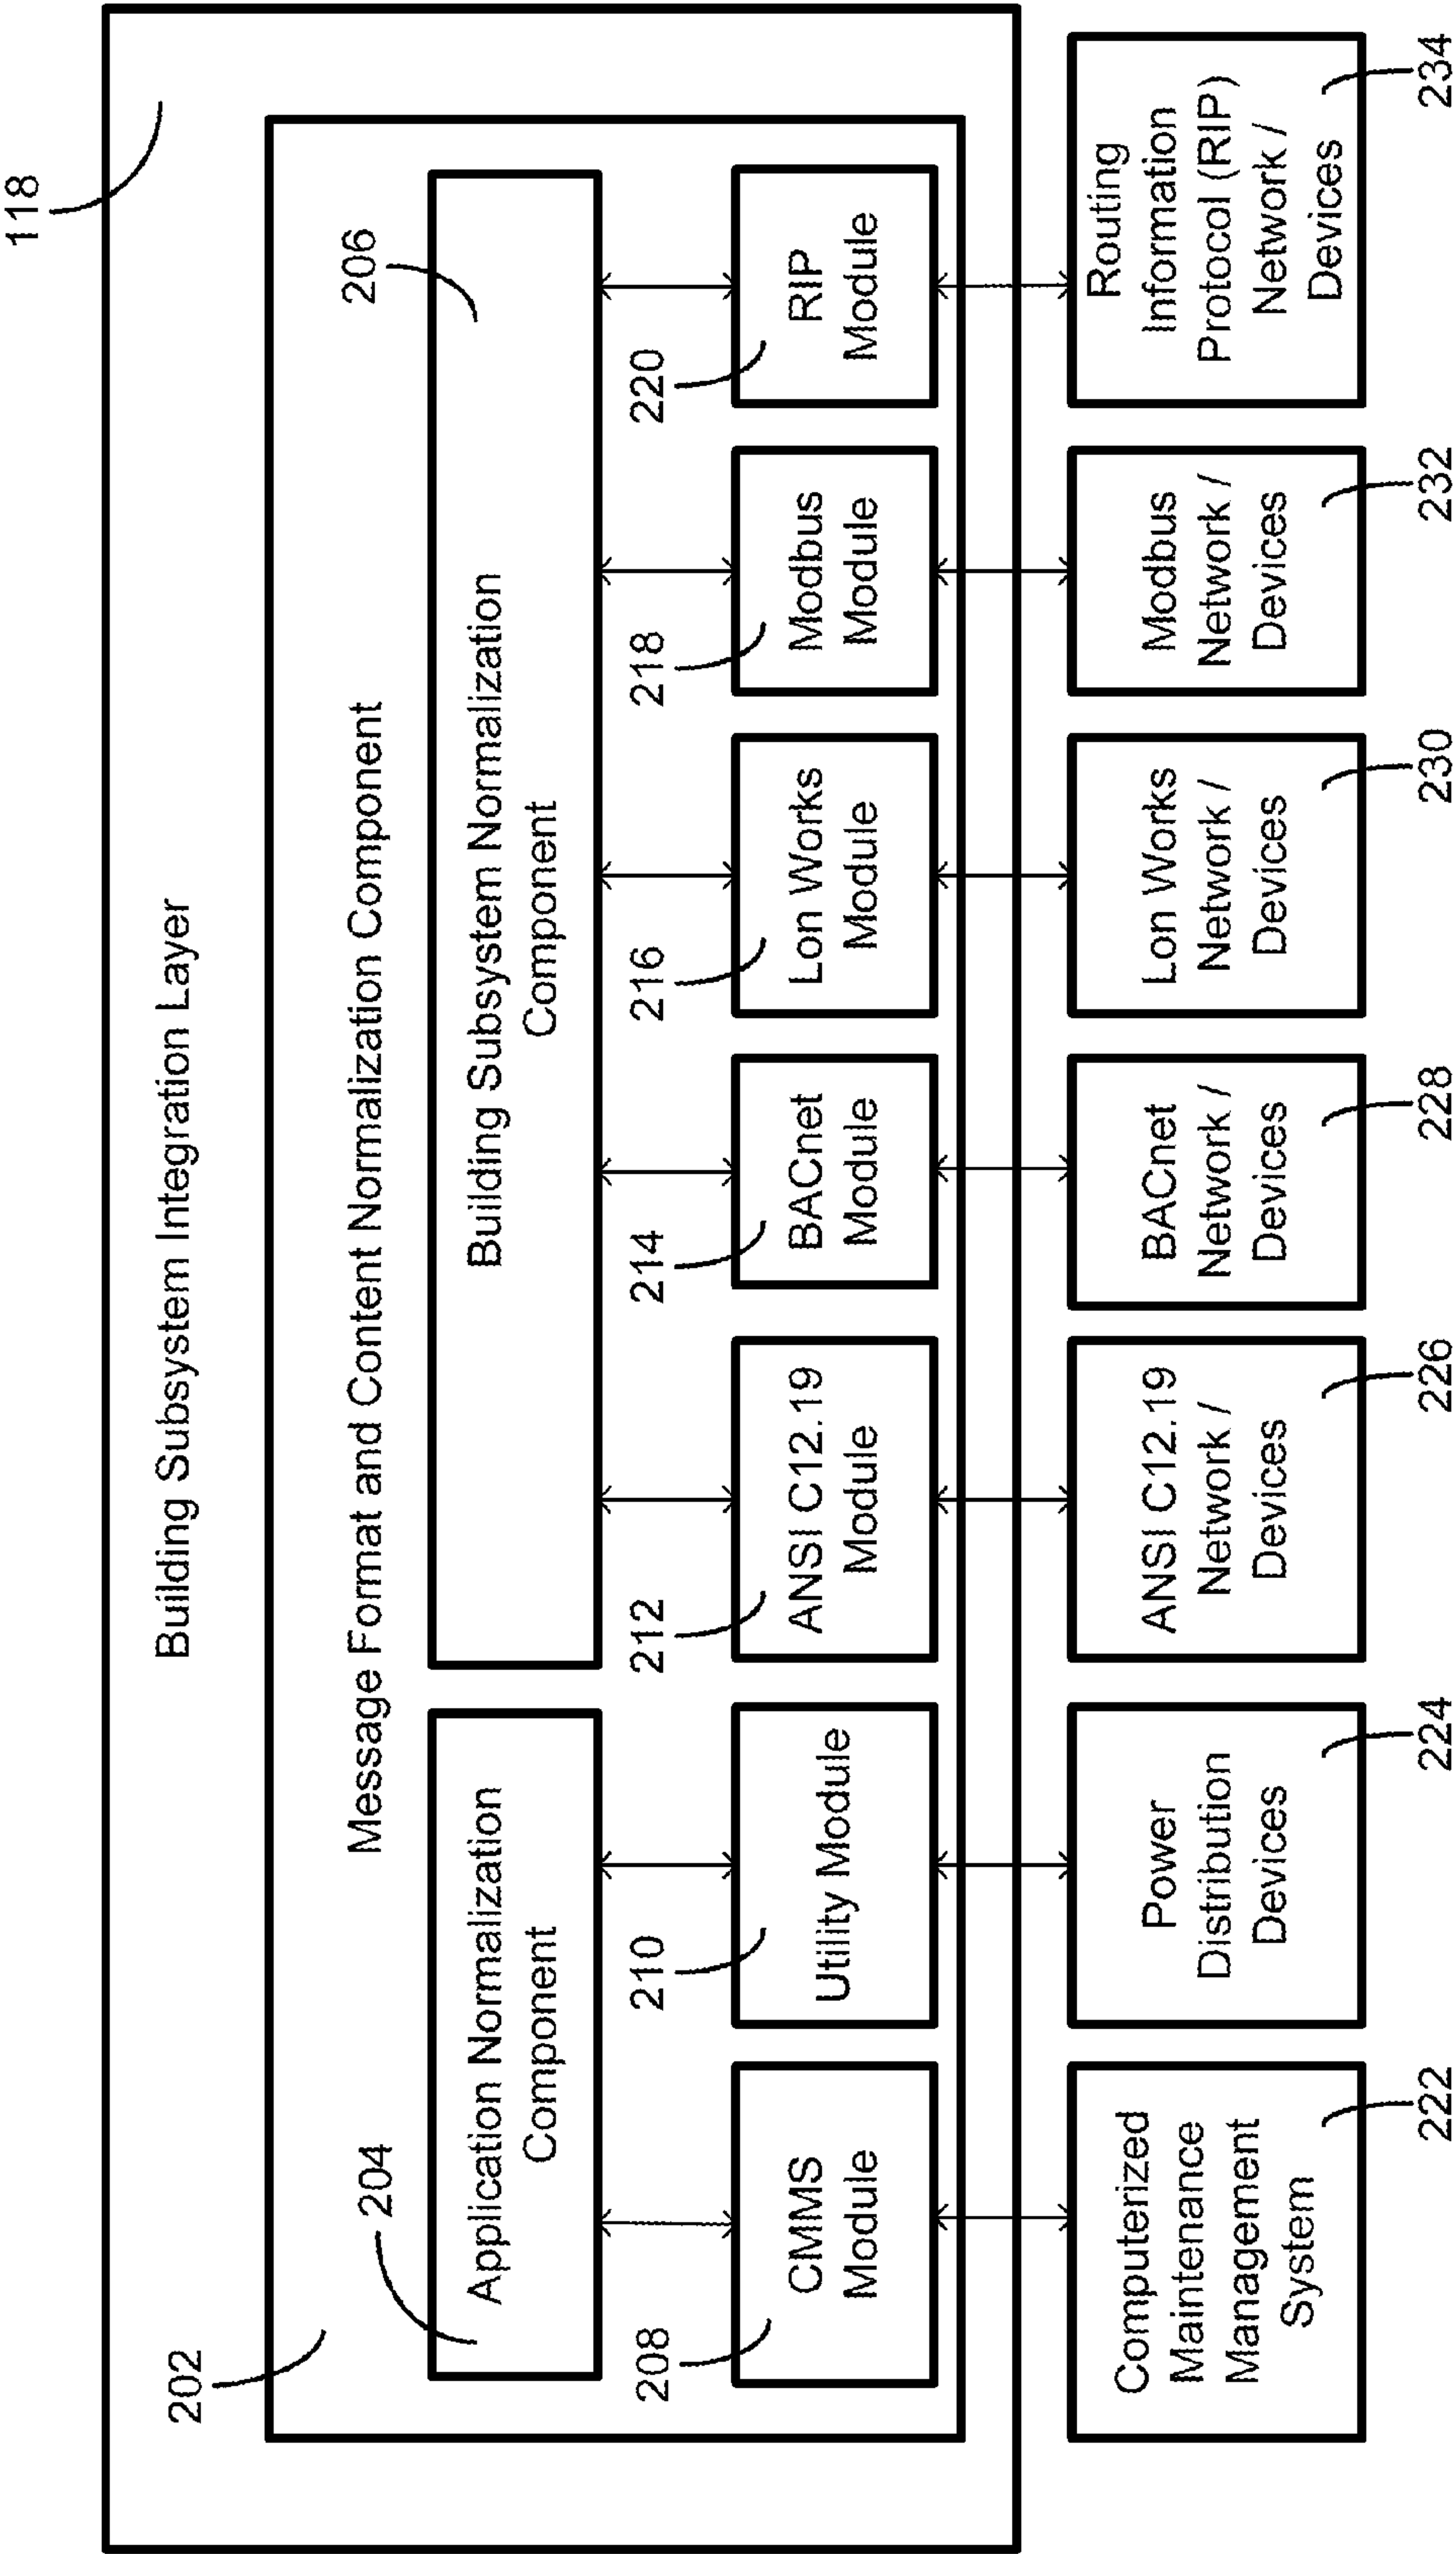 118
Building Subsystem Integration Layer
202
Message Format and Content Normalization Component
204
206
Application Normalization
Component
Building Subsystem Normalization
Component
208
210
212
214
216
218
220
CMMS
Module
Utility Module
ANSI C12.19
Module
BACnet
Module
Lon Works
Module
Modbus
Module
RIP
Module
Computerized
Maintenance
Management
System
Power
Distribution
Devices
ANSI C12.19
Network /
Devices
BACnet
Network /
Devices
Lon Works
Network /
Devices
Modbus
Network /
Devices
Routing
Information
Protocol (RIP)
Network /
Devices
222
224
226
228
230
232
234